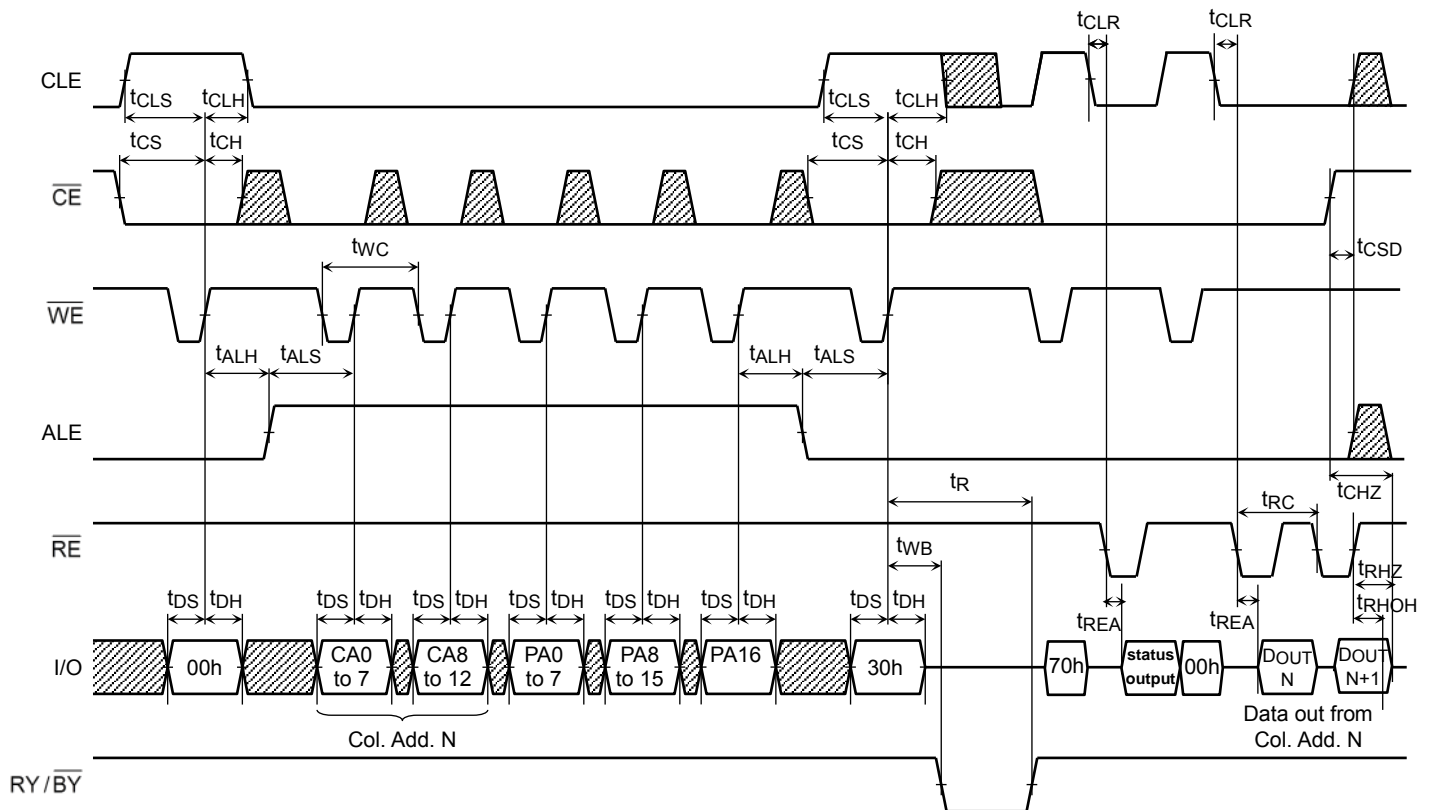 tCLR tCLR
CLE
tCLS tCLH tCLS tCLH
tCS tCH tCS tCH
CE
tWC tCSD
WE
tALH tALS tALH tALS
ALE
tR tCHZ
tRC
RE
tWB tRHZ
tDS tDH tDS tDH tDS tDH tDS tDH tDS tDH tDS tDH tDS tDH tRHOH
tREA tREA
I/O 00h CA0 to 7 CA8 to 12 PA0 to 7 PA8 to 15 PA16 30h 70h status output 00h DOUT N DOUT N+1
Data out from
Col. Add. N Col. Add. N
RY/BY